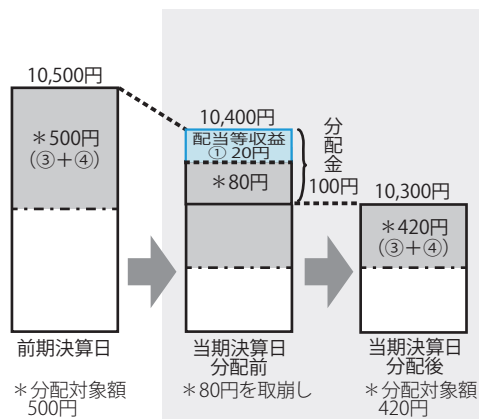 10,500円
＊500円
（③＋④）
前期決算日
＊分配対象額
500円
10,400円
配当等収益
① 20円
＊80円
分配金
100円
当期決算日
分配前
＊80円を取崩し
10,300円
＊420円
（③＋④）
当期決算日
分配後
＊分配対象額
420円